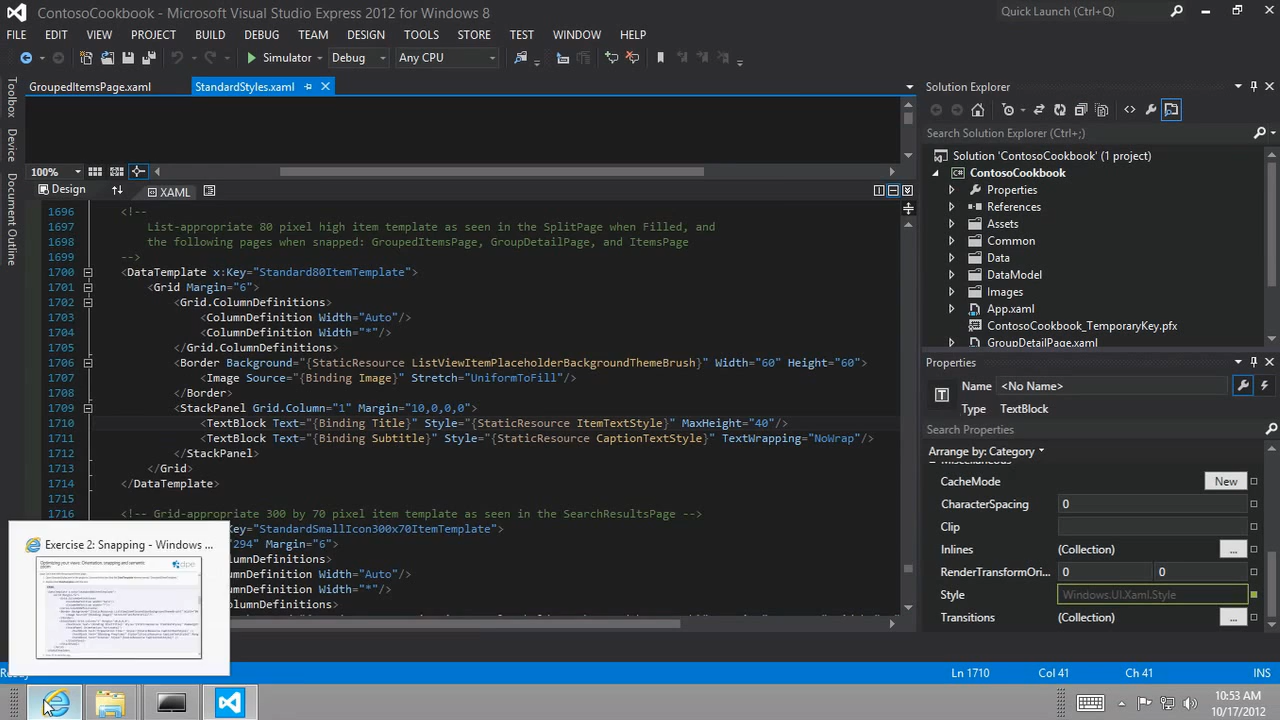 ContosoCookbook - Microsoft Visual Studio Express 2012 for Windows 8
Quick Launch (Ctrl+Q)
FILE EDIT VIEW PROJECT BUILD DEBUG TEAM DESIGN TOOLS STORE TEST WINDOW HELP
Simulator Debug Any CPU
Toolbox
Device
Document Outline
GroupedItemsPage.xaml StandardStyles.xaml
100%
Design XAML
1696 <!--
1697 List-appropriate 80 pixel high item template as seen in the SplitPage when Filled, and
1698 the following pages when snapped: GroupedItemsPage, GroupDetailPage, and ItemsPage
1699 -->
1700 <DataTemplate x:Key="Standard80ItemTemplate">
1701 <Grid Margin="6">
1702 <Grid.ColumnDefinitions>
1703 <ColumnDefinition Width="Auto"/>
1704 <ColumnDefinition Width="*"/>
1705 </Grid.ColumnDefinitions>
1706 <Border Background="{StaticResource ListViewItemPlaceholderBackgroundThemeBrush}" Width="60" Height="60">
1707 <Image Source="{Binding Image}" Stretch="UniformToFill"/>
1708 </Border>
1709 <StackPanel Grid.Column="1" Margin="10,0,0,0">
1710 <TextBlock Text="{Binding Title}" Style="{StaticResource ItemTextStyle}" MaxHeight="40"/>
1711 <TextBlock Text="{Binding Subtitle}" Style="{StaticResource CaptionTextStyle}" TextWrapping="NoWrap"/>
1712 </StackPanel>
1713 </Grid>
1714 </DataTemplate>
1715
1716 <!-- Grid-appropriate 300 by 70 pixel item template as seen in the SearchResultsPage -->
Key="StandardSmallIcon300x70ItemTemplate">
"294" Margin="6">
olumnDefinitions>
umnDefinition Width="Auto"/>
umnDefinition Width="*"/>
Exercise 2: Snapping - Windows ...
Optimizing your views: Orientation, snapping and semantic
dpe
Solution Explorer
Search Solution Explorer (Ctrl+;)
Solution 'ContosoCookbook' (1 project)
ContosoCookbook
Properties
References
Assets
Common
Data
DataModel
Images
App.xaml
ContosoCookbook_TemporaryKey.pfx
GroupDetailPage.xaml
Properties
Name <No Name>
Type TextBlock
Search Properties
Arrange by: Category
Miscellaneous
CacheMode New
CharacterSpacing 0
Clip
Inlines (Collection) ...
IsTextSelectionOn... 0
Style Windows.UI.Xaml.Style
(Collection) ...
Ln 1710 Col 41 Ch 41 INS
10:53 AM
10/17/2012